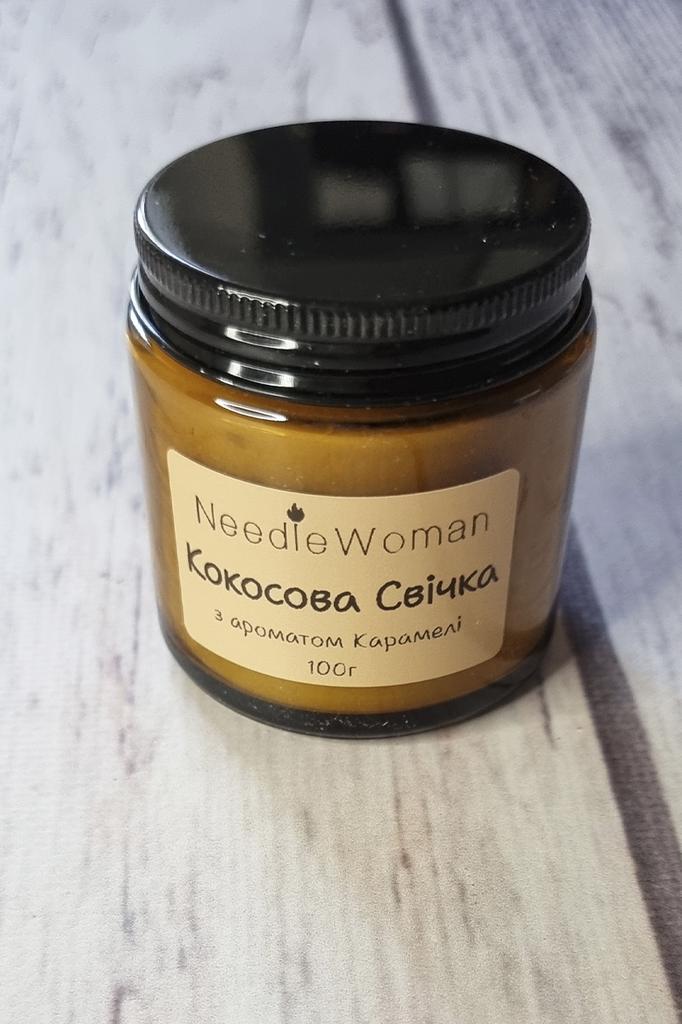 NeedleWoman
Кокосова Свічка
з ароматом Карамелі
100г